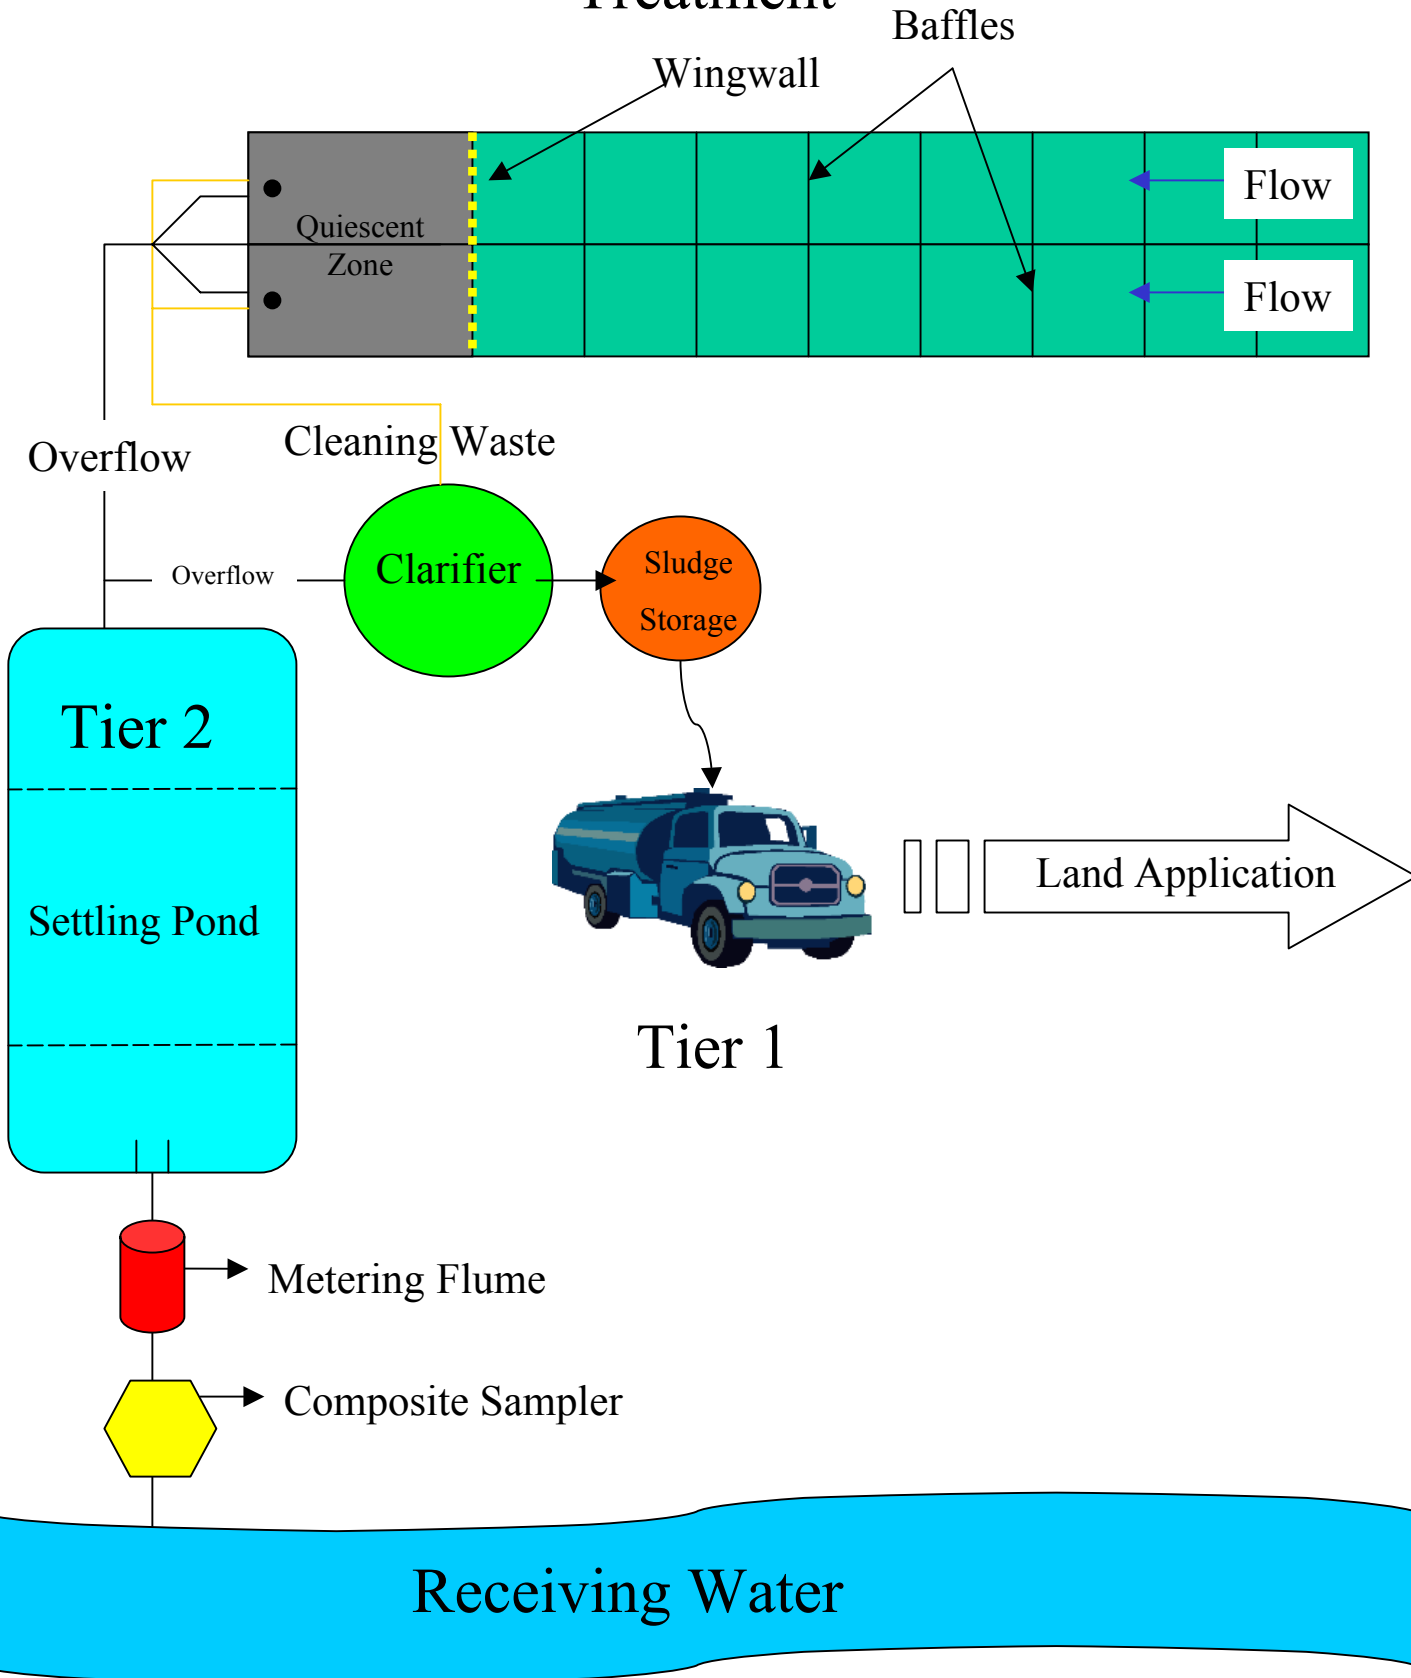 Treatment
Baffles
Wingwall
Flow
Quiescent
Zone
Flow
Overflow
Cleaning Waste
Overflow
Clarifier
Sludge
Storage
Tier 2
Settling Pond
Land Application
Tier 1
Metering Flume
Composite Sampler
Receiving Water